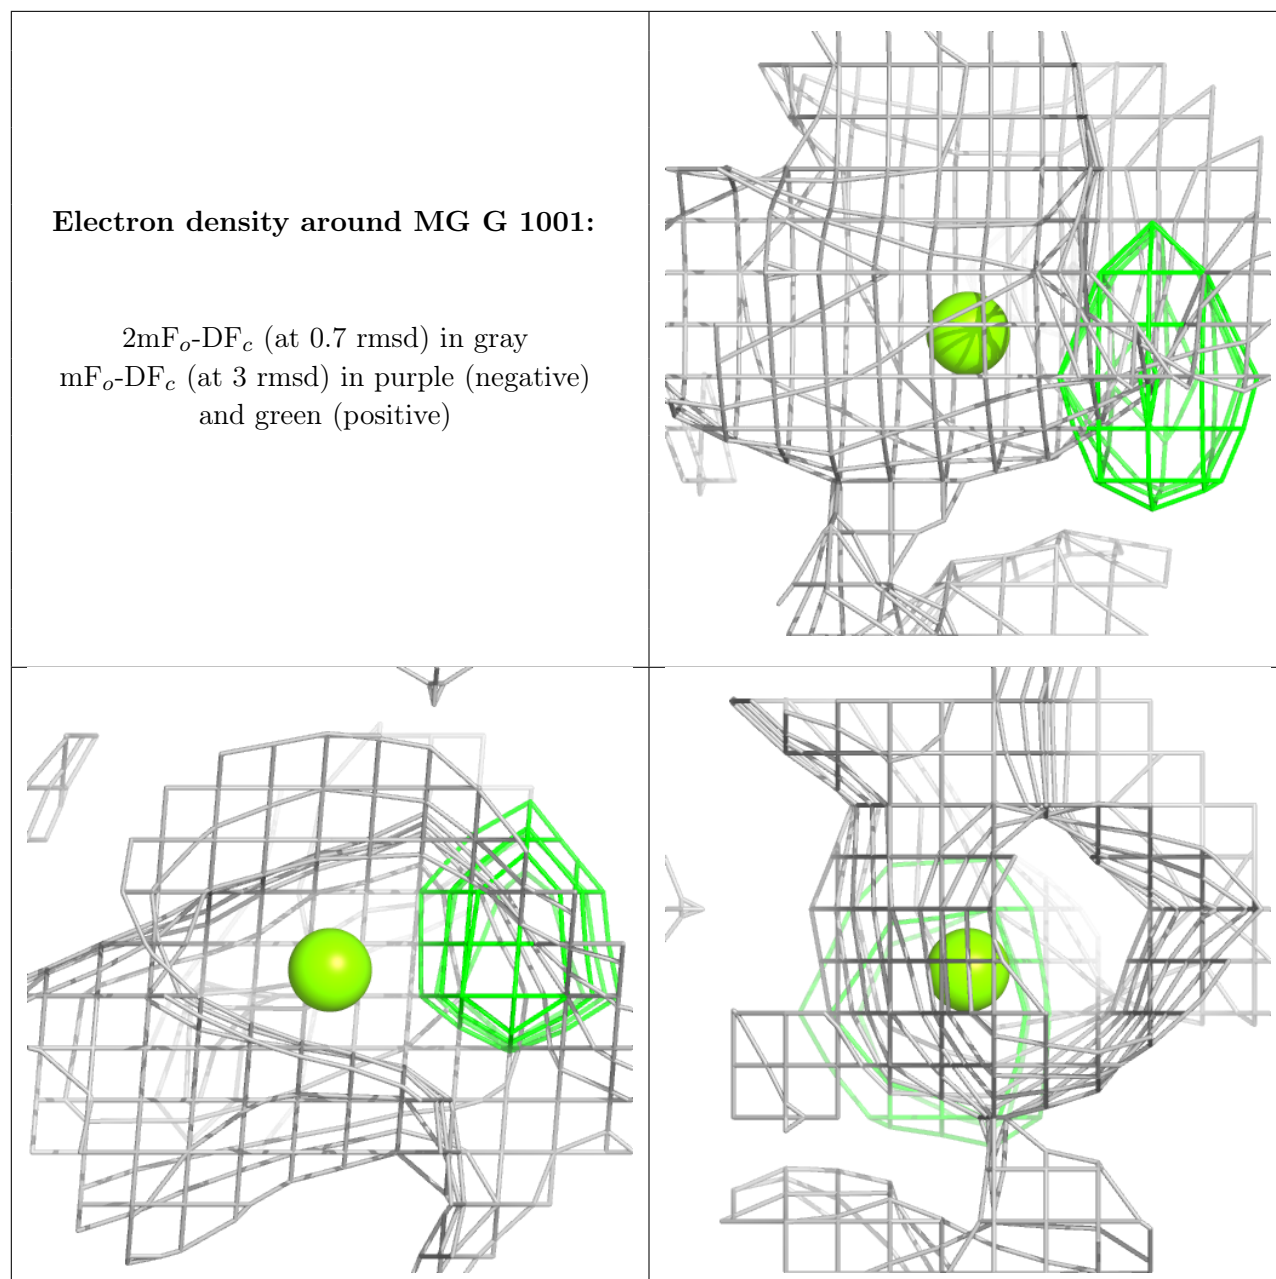 Electron density around MG G 1001:
2mFo-DFc (at 0.7 rmsd) in gray
mFo-DFc (at 3 rmsd) in purple (negative)
and green (positive)